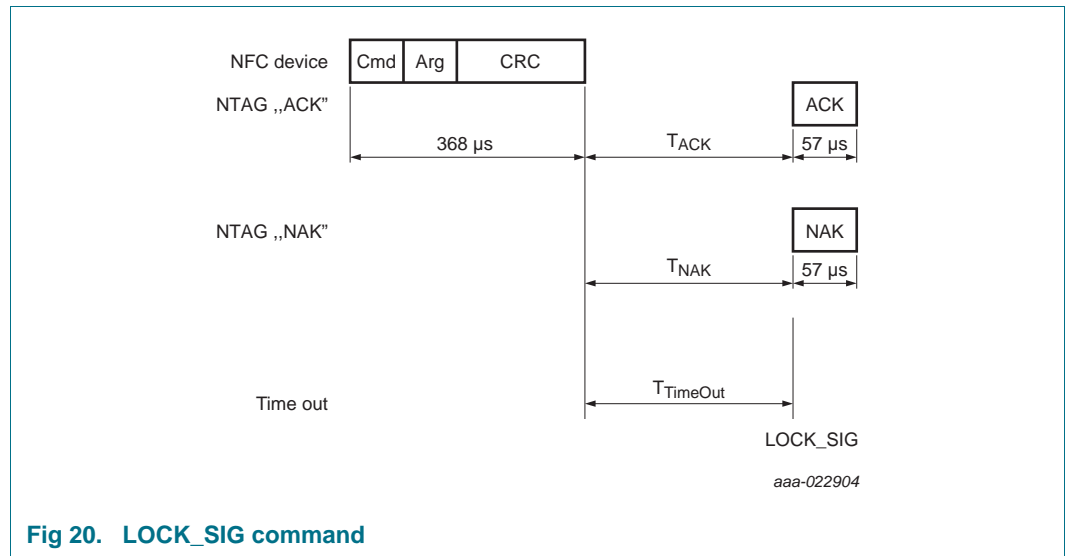 NFC device Cmd Arg CRC
NTAG ,,ACK” ACK
368 µs TACK 57 µs
NTAG ,,NAK” NAK
TNAK 57 µs
TTimeOut
Time out
LOCK_SIG
aaa-022904
Fig 20. LOCK_SIG command